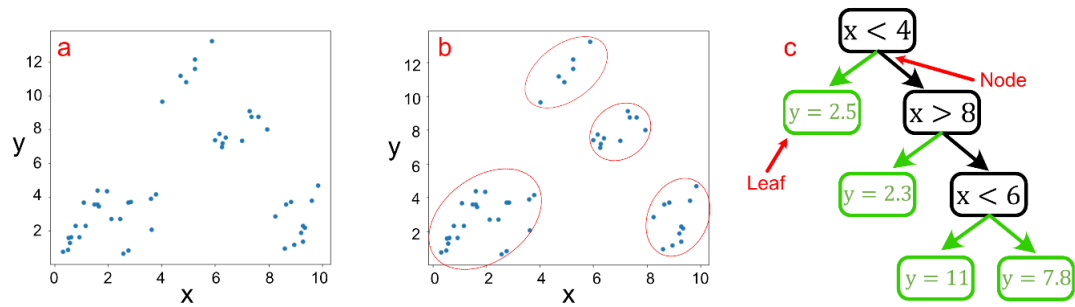 a
12
10
8
6
4
2
y
0 2 4 6 8 10
x
b
12
10
8
6
4
2
y
0 2 4 6 8 10
x
c
x < 4
Node
y = 2.5
x > 8
Leaf
y = 2.3
x < 6
y = 11
y = 7.8